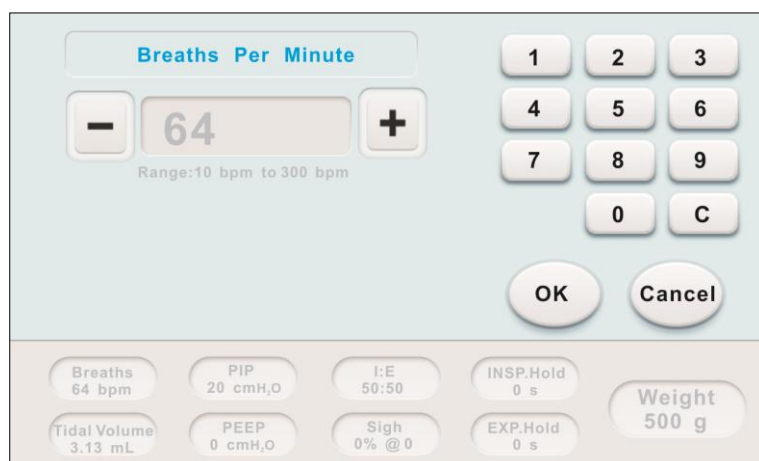 Breaths Per Minute
− 64 +
Range:10 bpm to 300 bpm
1 2 3
4 5 6
7 8 9
0 C
OK Cancel
Breaths
64 bpm
PIP
20 cmH₂O
I:E
50:50
INSP.Hold
0 s
Tidal Volume
3.13 mL
PEEP
0 cmH₂O
Sigh
0% @0
EXP.Hold
0 s
Weight
500 g